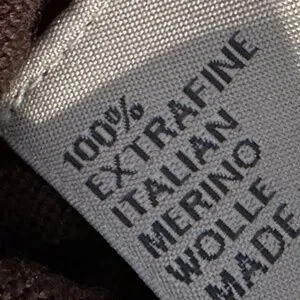 100%
EXTRAFINE
ITALIAN
MERINO
WOLLE
MADE